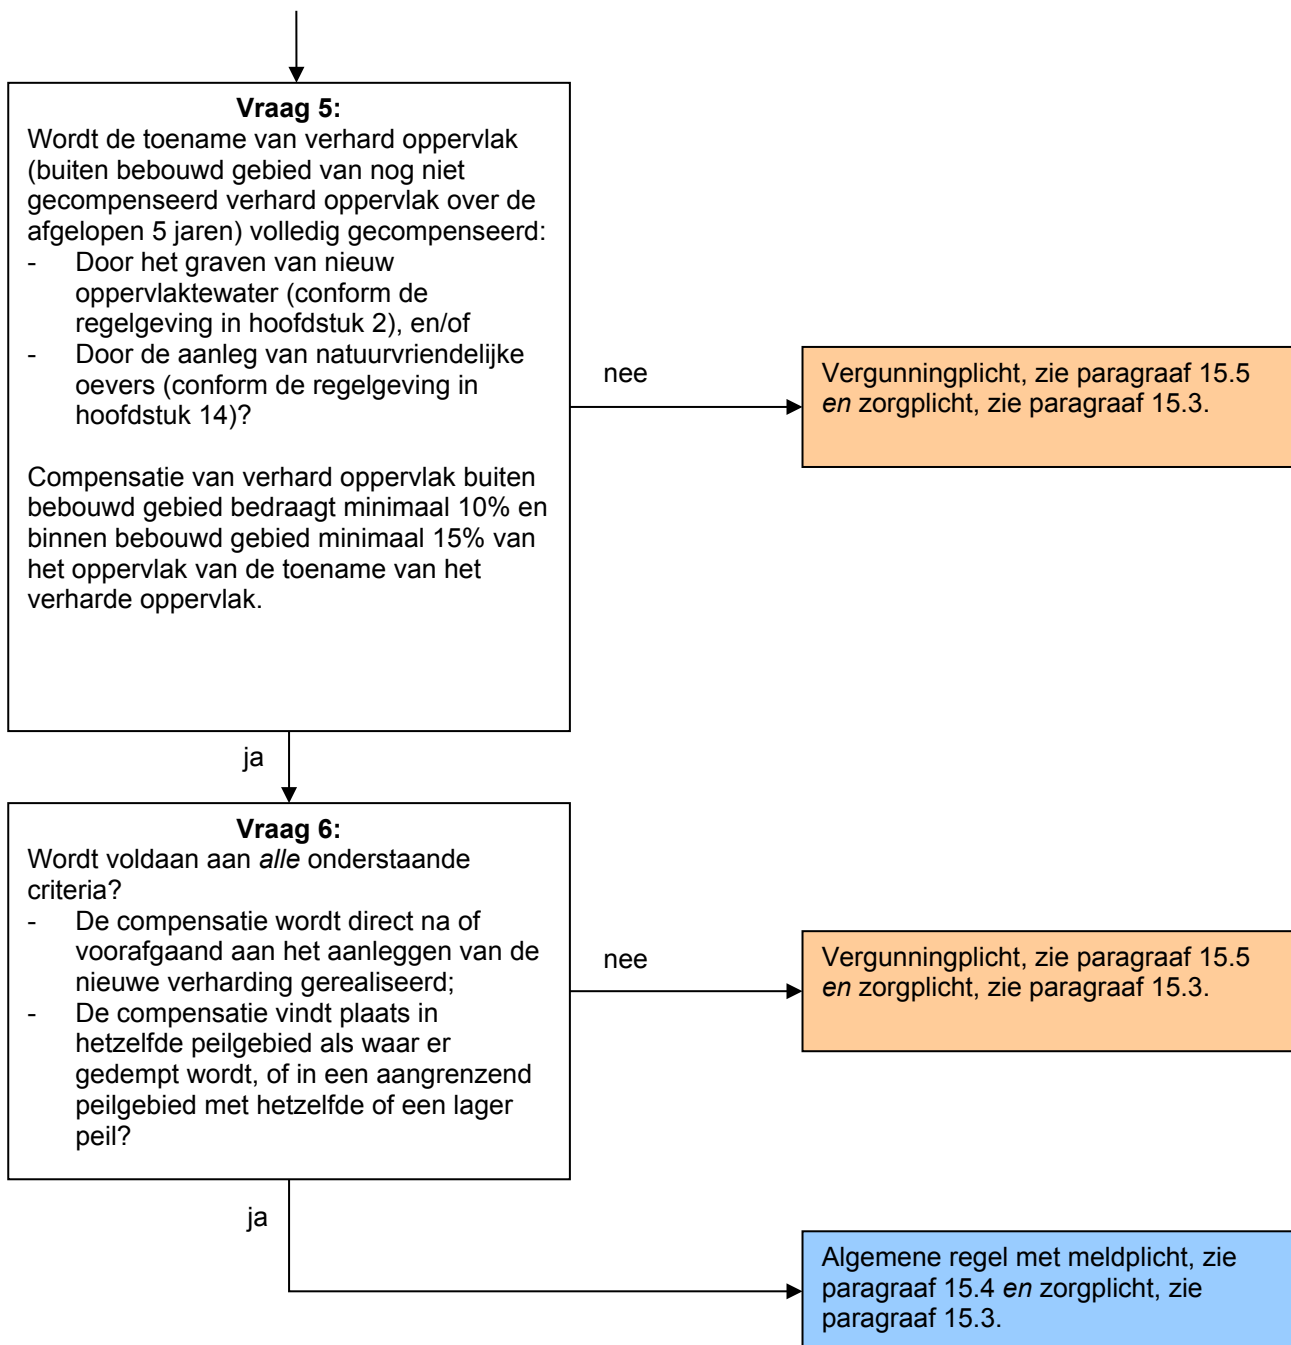 Vraag 5:
Wordt de toename van verhard oppervlak
(buiten bebouwd gebied van nog niet
gecompenseerd verhard oppervlak over de
afgelopen 5 jaren) volledig gecompenseerd:
- Door het graven van nieuw
oppervlaktewater (conform de
regelgeving in hoofdstuk 2), en/of
- Door de aanleg van natuurvriendelijke
oevers (conform de regelgeving in
hoofdstuk 14)?
Compensatie van verhard oppervlak buiten
bebouwd gebied bedraagt minimaal 10% en
binnen bebouwd gebied minimaal 15% van
het oppervlak van de toename van het
verharde oppervlak.
nee
Vergunningplicht, zie paragraaf 15.5
en zorgplicht, zie paragraaf 15.3.
ja
Vraag 6:
Wordt voldaan aan alle onderstaande
criteria?
- De compensatie wordt direct na of
voorafgaand aan het aanleggen van de
nieuwe verharding gerealiseerd;
- De compensatie vindt plaats in
hetzelfde peilgebied als waar er
gedempt wordt, of in een aangrenzend
peilgebied met hetzelfde of een lager
peil?
nee
Vergunningplicht, zie paragraaf 15.5
en zorgplicht, zie paragraaf 15.3.
ja
Algemene regel met meldplicht, zie
paragraaf 15.4 en zorgplicht, zie
paragraaf 15.3.